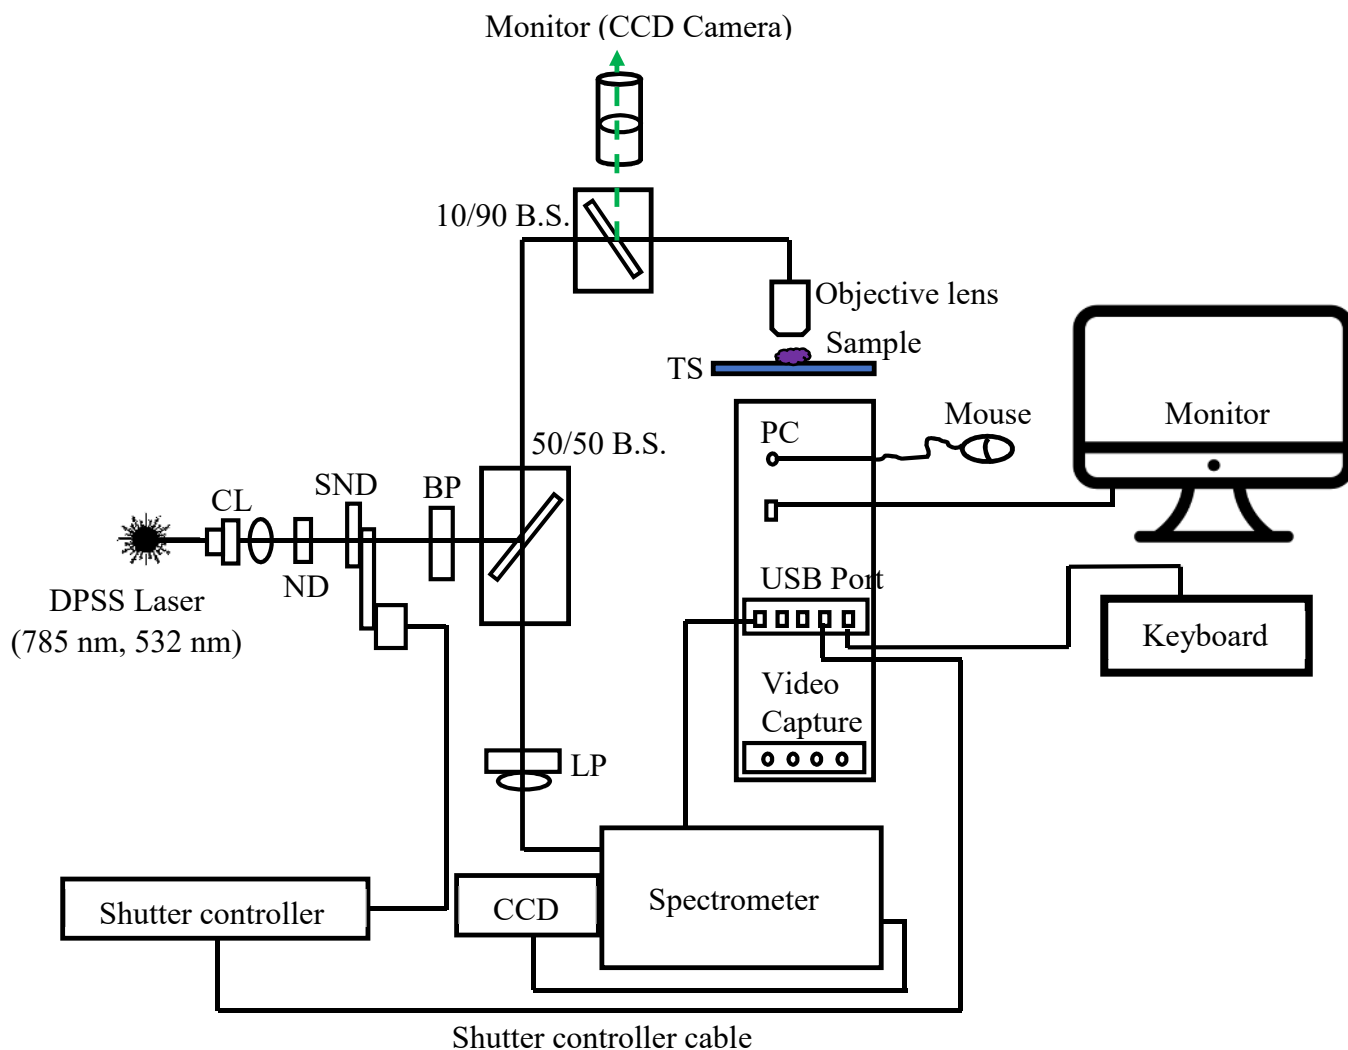 Monitor (CCD Camera)
10/90 B.S.
Objective lens
Sample
TS
Mouse
Monitor
PC
50/50 B.S.
SND
BP
CL
ND
USB Port
DPSS Laser
(785 nm, 532 nm)
Keyboard
Video
Capture
LP
Spectrometer
CCD
Shutter controller
Shutter controller cable